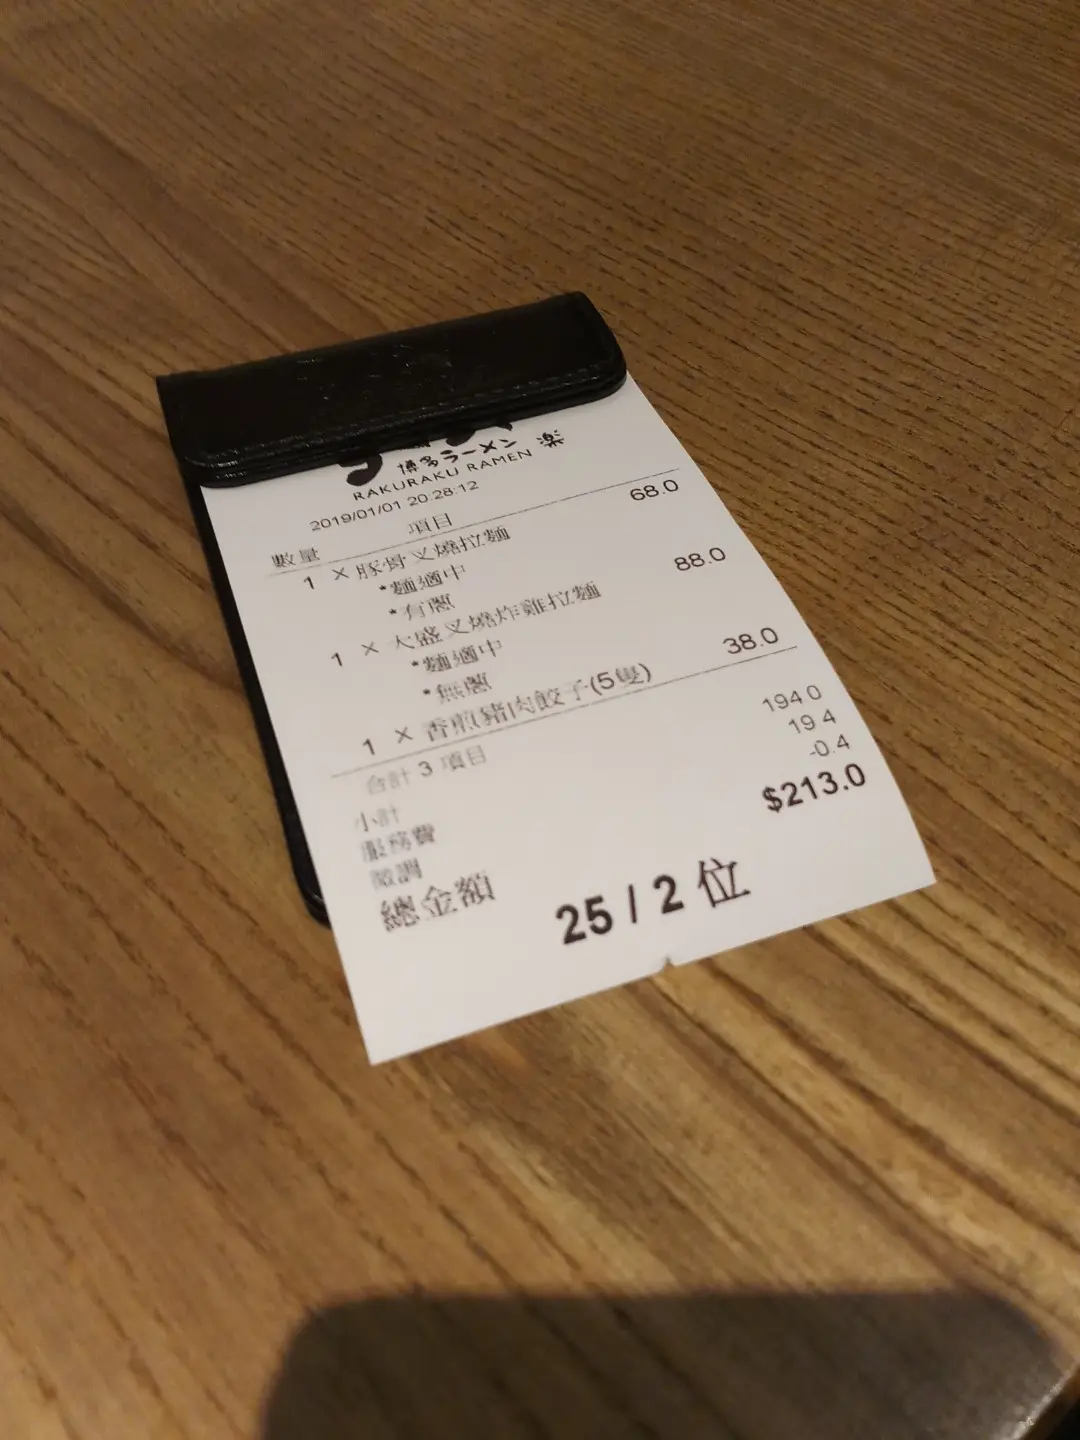 博多ラーメン 楽
RAKURAKU RAMEN
2019/01/01 20:28:12
數量 項目
1 × 豚骨叉燒拉麵 68.0
*麵適中
*有蔥
1 × 大盛叉燒炸雞拉麵 88.0
*麵適中
*無蔥
1 × 香煎豬肉餃子(5隻) 38.0
合計 3 項目
小計 194.0
服務費 19.4
微調 -0.4
總金額 $213.0
25 / 2 位